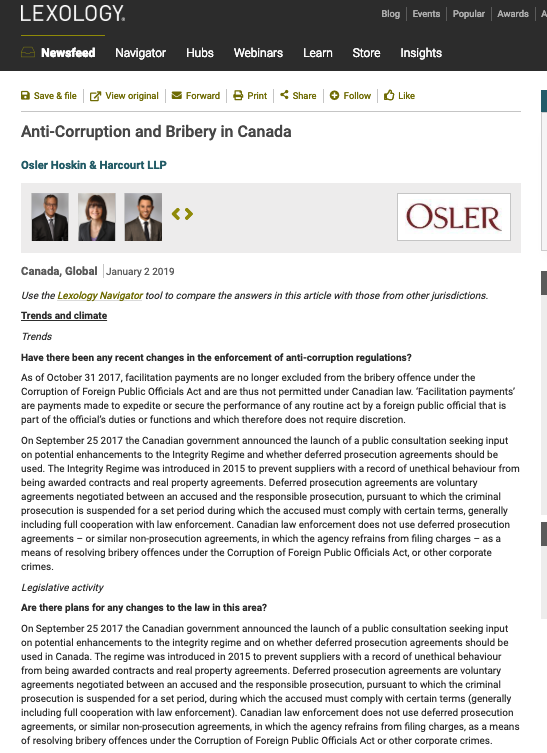 LEXOLOGY.
Blog Events Popular Awards A
Newsfeed Navigator Hubs Webinars Learn Store Insights
Save & file View original Forward Print Share Follow Like
Anti-Corruption and Bribery in Canada
Osler Hoskin & Harcourt LLP
OSLER
Canada, Global January 2 2019
Use the Lexology Navigator tool to compare the answers in this article with those from other jurisdictions.
Trends and climate
Trends
Have there been any recent changes in the enforcement of anti-corruption regulations?
As of October 31 2017, facilitation payments are no longer excluded from the bribery offence under the
Corruption of Foreign Public Officials Act and are thus not permitted under Canadian law. ‘Facilitation payments’
are payments made to expedite or secure the performance of any routine act by a foreign public official that is
part of the official’s duties or functions and which therefore does not require discretion.
On September 25 2017 the Canadian government announced the launch of a public consultation seeking input
on potential enhancements to the Integrity Regime and whether deferred prosecution agreements should be
used. The Integrity Regime was introduced in 2015 to prevent suppliers with a record of unethical behaviour from
being awarded contracts and real property agreements. Deferred prosecution agreements are voluntary
agreements negotiated between an accused and the responsible prosecution, pursuant to which the criminal
prosecution is suspended for a set period during which the accused must comply with certain terms, generally
including full cooperation with law enforcement. Canadian law enforcement does not use deferred prosecution
agreements – or similar non-prosecution agreements, in which the agency refrains from filing charges – as a
means of resolving bribery offences under the Corruption of Foreign Public Officials Act, or other corporate
crimes.
Legislative activity
Are there plans for any changes to the law in this area?
On September 25 2017 the Canadian government announced the launch of a public consultation seeking input
on potential enhancements to the integrity regime and on whether deferred prosecution agreements should be
used in Canada. The regime was introduced in 2015 to prevent suppliers with a record of unethical behaviour
from being awarded contracts and real property agreements. Deferred prosecution agreements are voluntary
agreements negotiated between an accused and the responsible prosecution, pursuant to which the criminal
prosecution is suspended for a set period, during which the accused must comply with certain terms (generally
including full cooperation with law enforcement). Canadian law enforcement does not use deferred prosecution
agreements, or similar non-prosecution agreements, in which the agency refrains from filing charges, as a means
of resolving bribery offences under the Corruption of Foreign Public Officials Act or other corporate crimes.